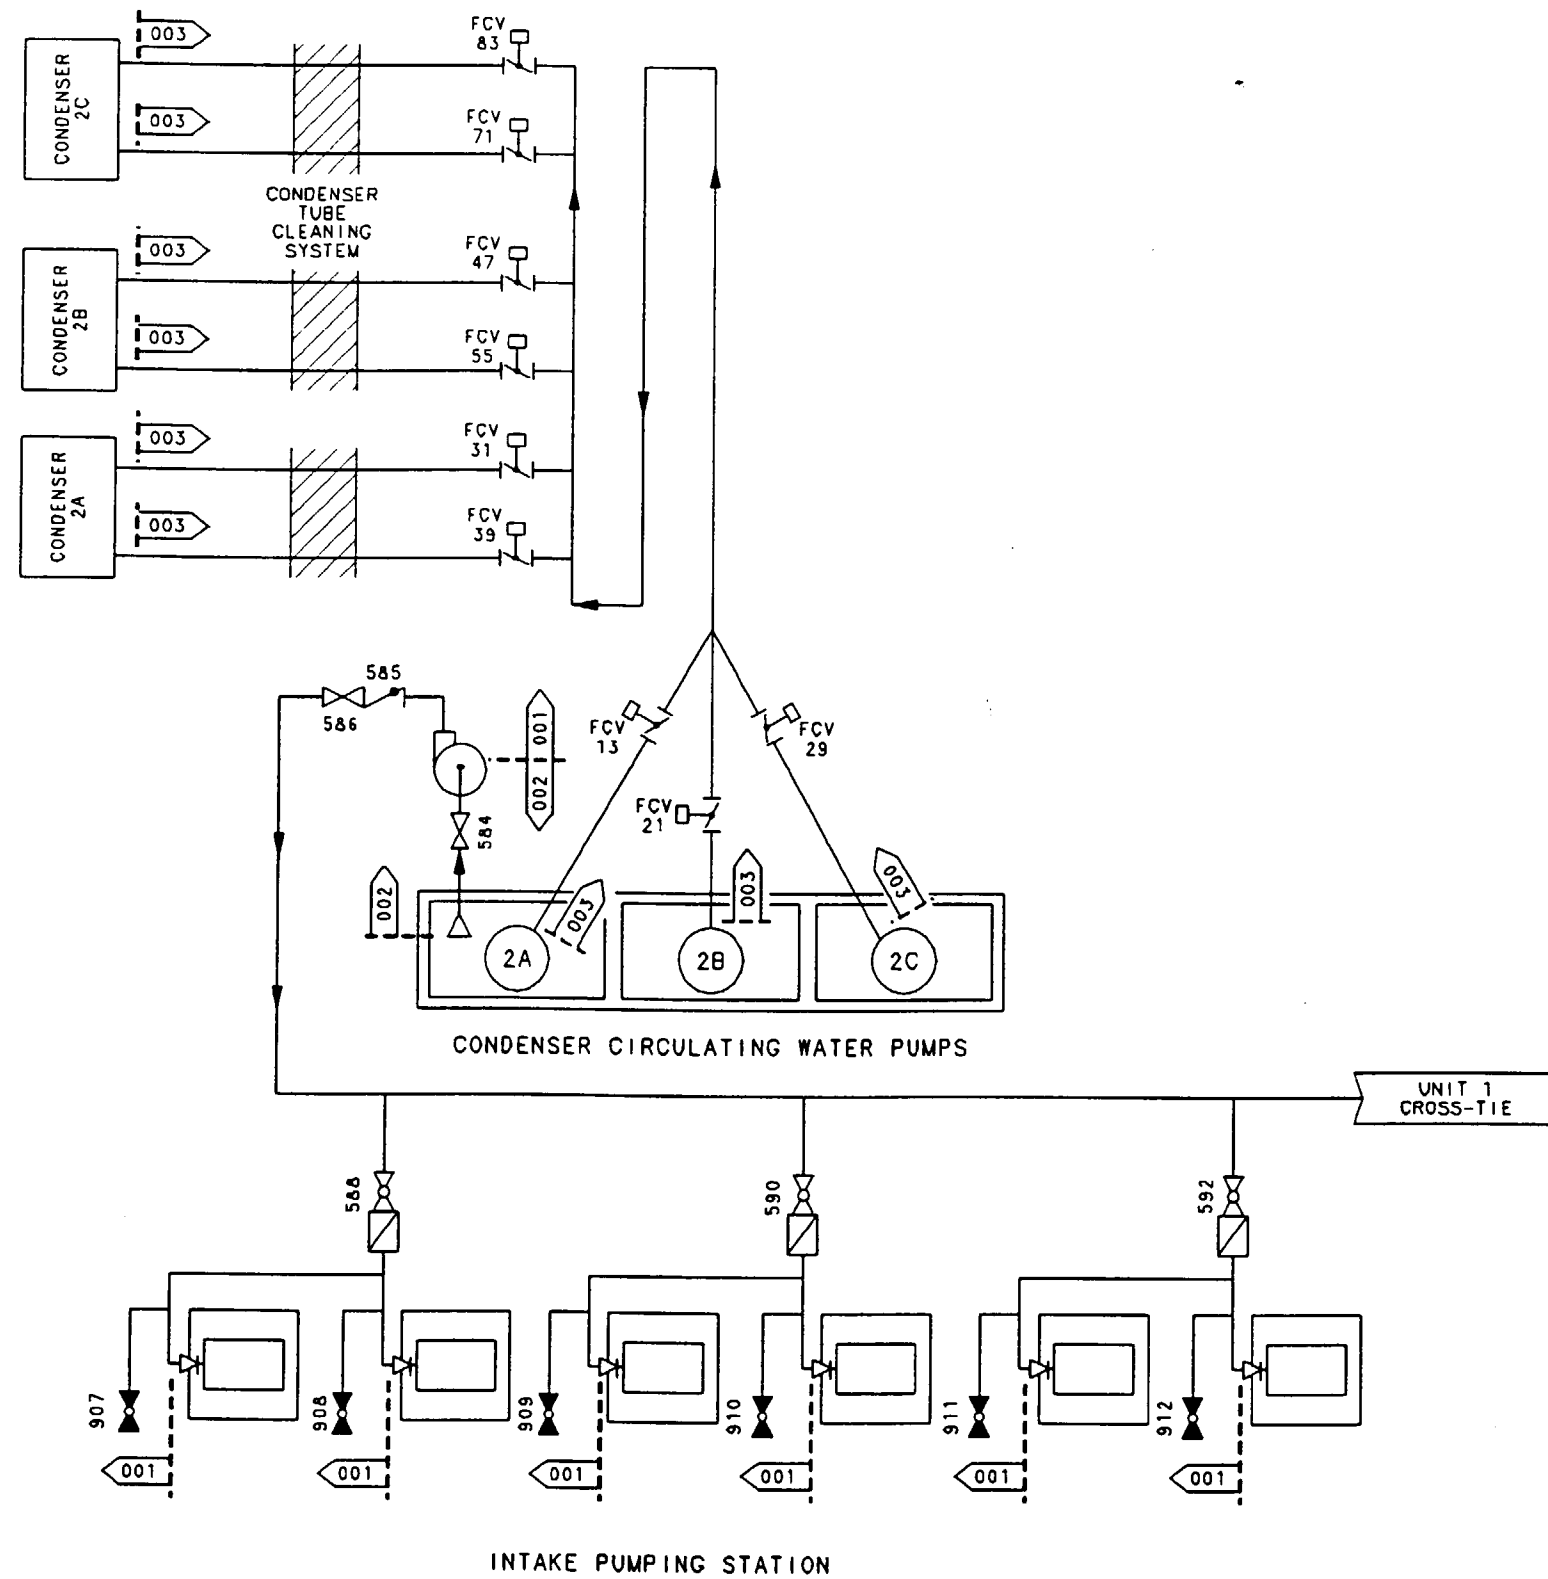 003
FCV
83
CONDENSER
2C
003
FCV
71
CONDENSER
TUBE
CLEANING
SYSTEM
003
FCV
47
CONDENSER
2B
003
FCV
55
003
FCV
31
CONDENSER
2A
003
FCV
39
585
586
FCV
13
FCV
29
002 001
584
FCV
21
002
003
003
003
2A
2B
2C
CONDENSER CIRCULATING WATER PUMPS
UNIT 1
CROSS-TIE
588
590
592
907
908
909
910
911
912
001
001
001
001
001
001
INTAKE PUMPING STATION